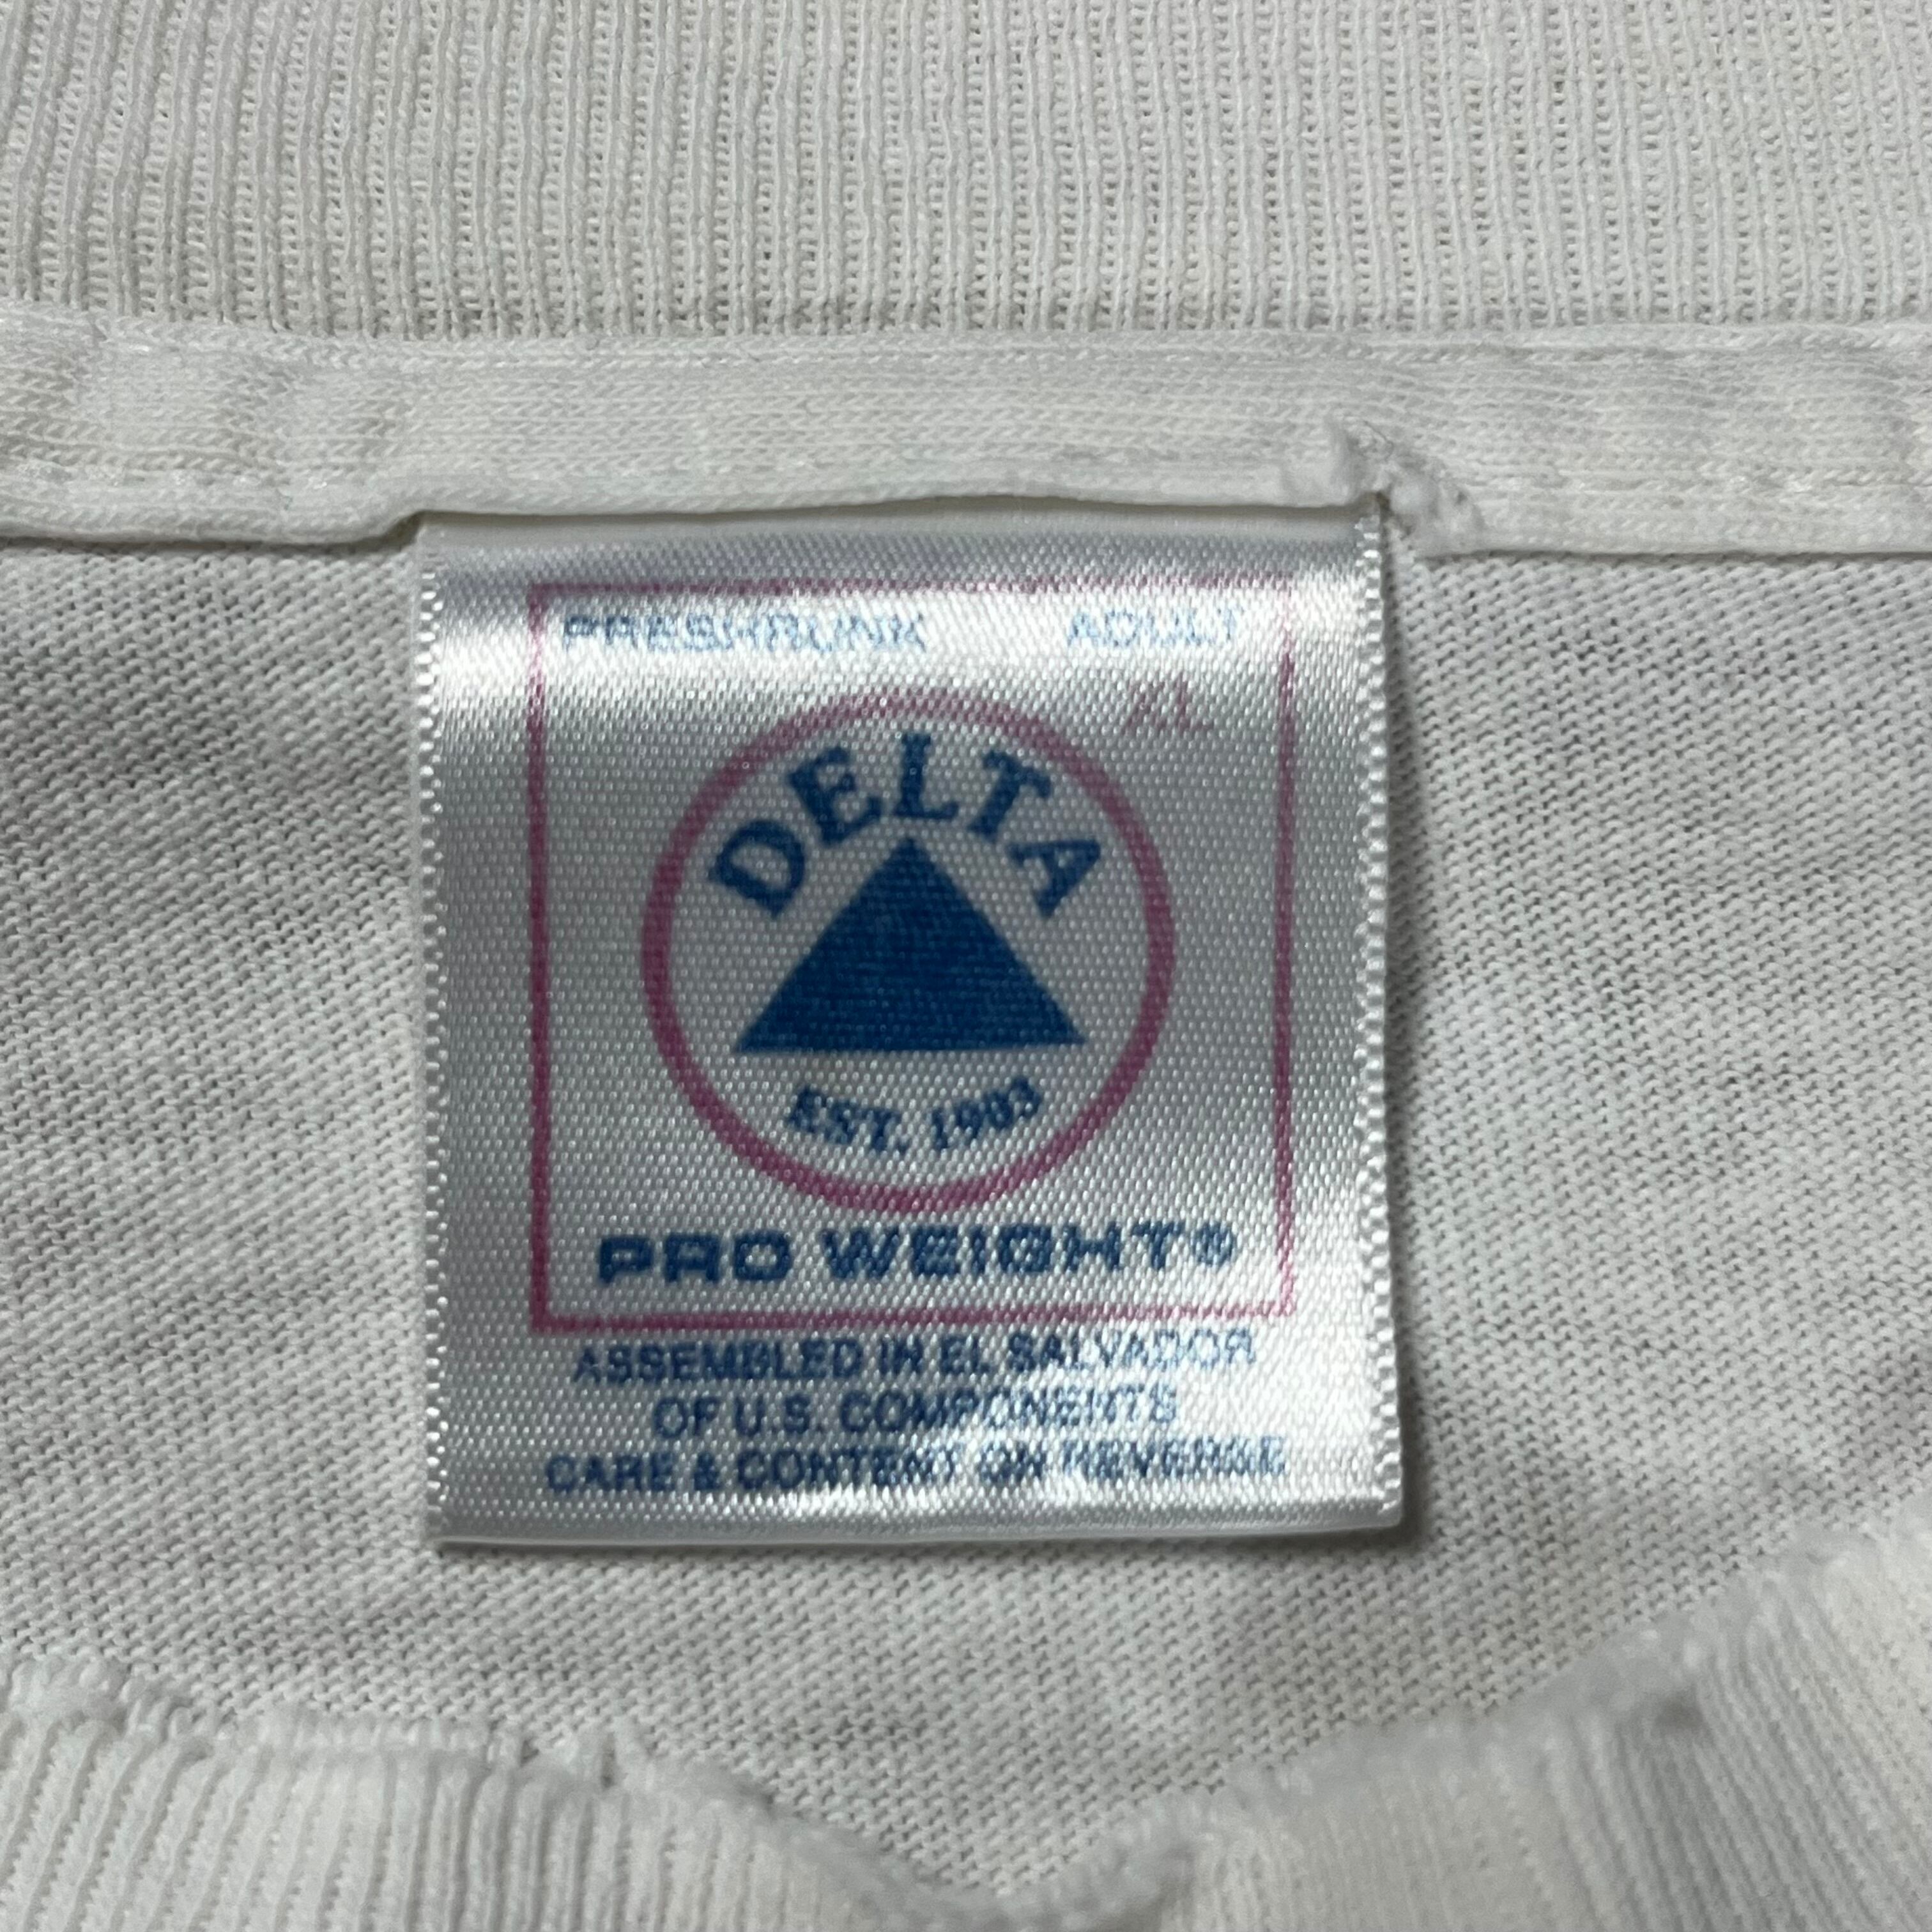 PRESHRUNK ADULT
XL
DELTA
EST. 1903
PRO WEIGHT®
ASSEMBLED IN EL SALVADOR
OF U.S. COMPONENTS
CARE & CONTENT ON REVERSE